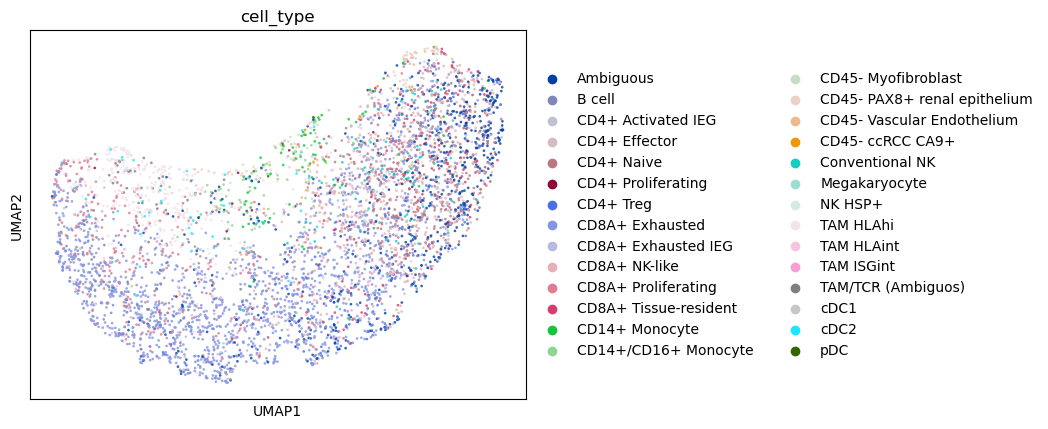 cell_type
UMAP2
UMAP1
Ambiguous
B cell
CD4+ Activated IEG
CD4+ Effector
CD4+ Naive
CD4+ Proliferating
CD4+ Treg
CD8A+ Exhausted
CD8A+ Exhausted IEG
CD8A+ NK-like
CD8A+ Proliferating
CD8A+ Tissue-resident
CD14+ Monocyte
CD14+/CD16+ Monocyte
CD45- Myofibroblast
CD45- PAX8+ renal epithelium
CD45- Vascular Endothelium
CD45- ccRCC CA9+
Conventional NK
Megakaryocyte
NK HSP+
TAM HLAhi
TAM HLAint
TAM ISGint
TAM/TCR (Ambiguos)
cDC1
cDC2
pDC